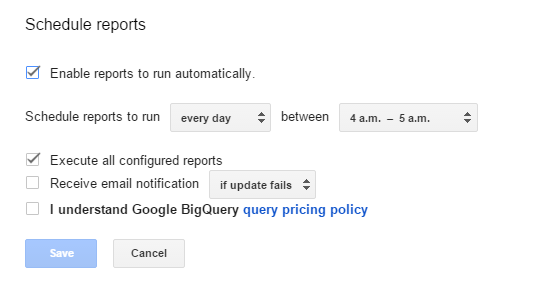 Schedule reports
Enable reports to run automatically.
Schedule reports to run every day between 4 a.m. – 5 a.m.
Execute all configured reports
Receive email notification if update fails
I understand Google BigQuery query pricing policy
Save Cancel